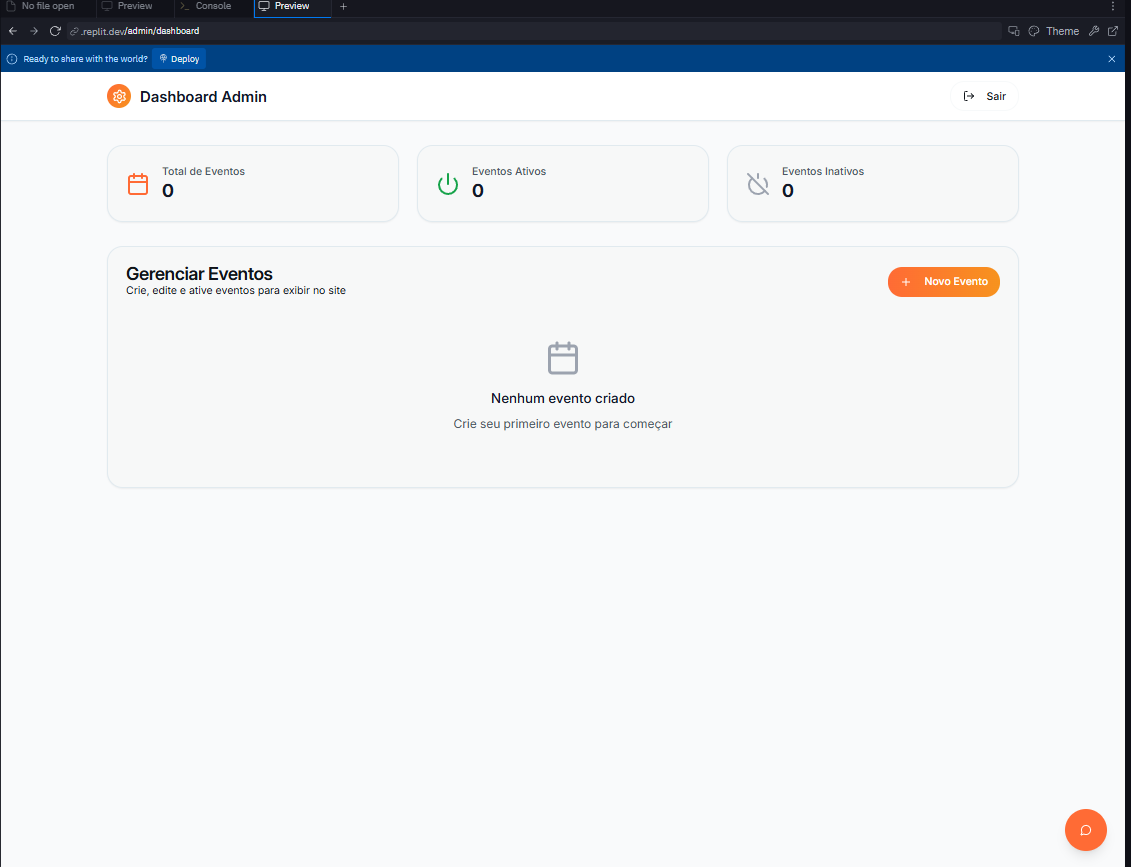 No file open
Preview
Console
Preview
.replit.dev/admin/dashboard
Theme
Ready to share with the world?
Deploy
Dashboard Admin
Sair
Total de Eventos
0
Eventos Ativos
0
Eventos Inativos
0
Gerenciar Eventos
Crie, edite e ative eventos para exibir no site
Novo Evento
Nenhum evento criado
Crie seu primeiro evento para começar